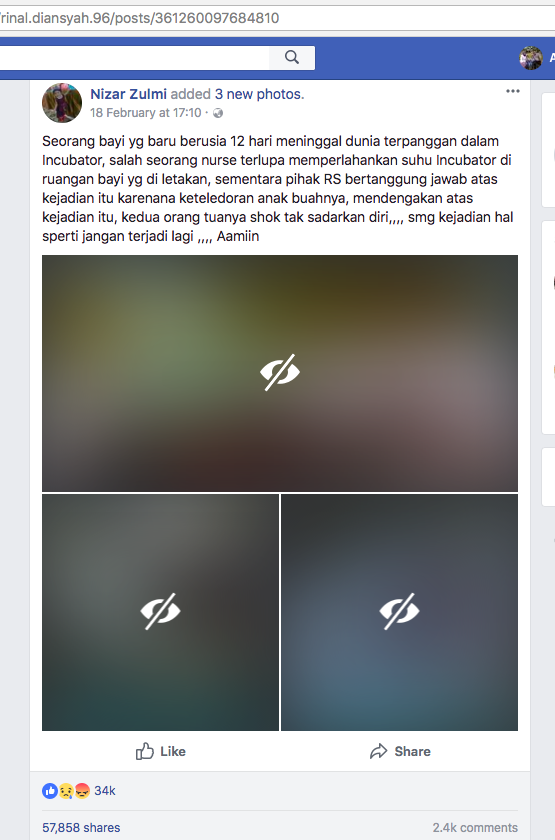 rinal.diansyah.96/posts/361260097684810
Nizar Zulmi added 3 new photos.
18 February at 17:10 ·
Seorang bayi yg baru berusia 12 hari meninggal dunia terpanggan dalam
Incubator, salah seorang nurse terlupa memperlahankan suhu Incubator di
ruangan bayi yg di letakan, sementara pihak RS bertanggung jawab atas
kejadian itu karenana keteledoran anak buahnya, mendengakan atas
kejadian itu, kedua orang tuanya shok tak sadarkan diri,,,, smg kejadian hal
sperti jangan terjadi lagi ,,,, Aamiin
Like
Share
34k
57,858 shares
2.4k comments